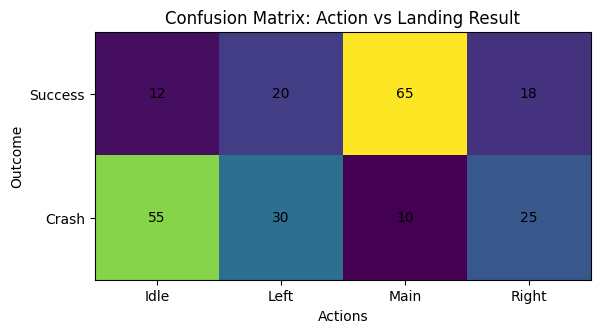 Confusion Matrix: Action vs Landing Result
Outcome
Success
12 20 65 18
Crash
55 30 10 25
Idle Left Main Right
Actions